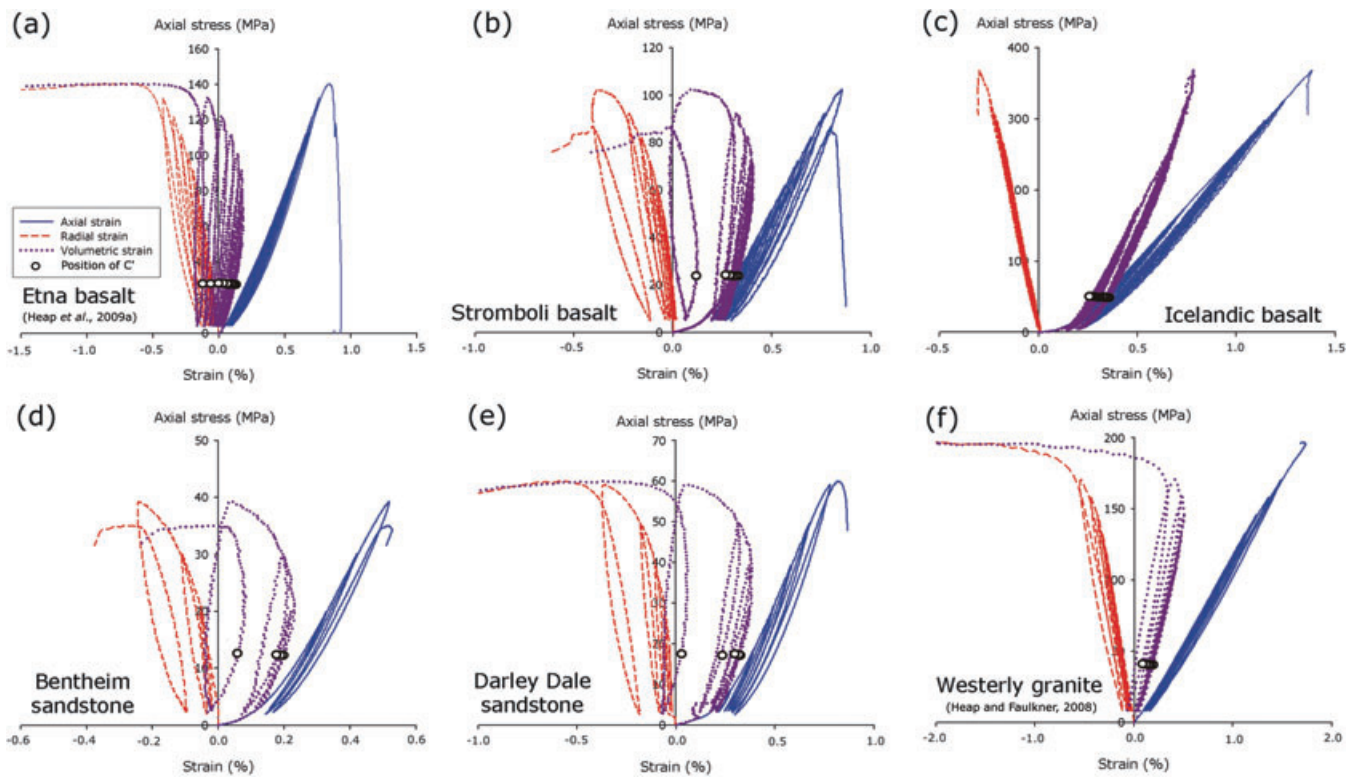 (a)
Axial stress (MPa)
160
140
120
100
80
60
40
20
0
Axial strain
Radial strain
Volumetric strain
Position of C'
Etna basalt
(Heap et al., 2009a)
-1.5
-1.0
-0.5
0.0
0.5
1.0
1.5
Strain (%)
(b)
Axial stress (MPa)
120
100
80
60
40
20
0
Stromboli basalt
-1.0
-0.5
0.0
0.5
1.0
Strain (%)
(c)
Axial stress (MPa)
400
300
200
100
0
Icelandic basalt
-0.5
0.0
0.5
1.0
1.5
Strain (%)
(d)
Axial stress (MPa)
50
40
30
20
10
0
Bentheim
sandstone
-0.6
-0.4
-0.2
0.0
0.2
0.4
0.6
Strain (%)
(e)
Axial stress (MPa)
70
60
50
40
30
20
10
0
Darley Dale
sandstone
-1.0
-0.5
0.0
0.5
1.0
Strain (%)
(f)
Axial stress (MPa)
200
150
100
50
0
Westerly granite
(Heap and Faulkner, 2008)
-2.0
-1.0
0.0
1.0
2.0
Strain (%)